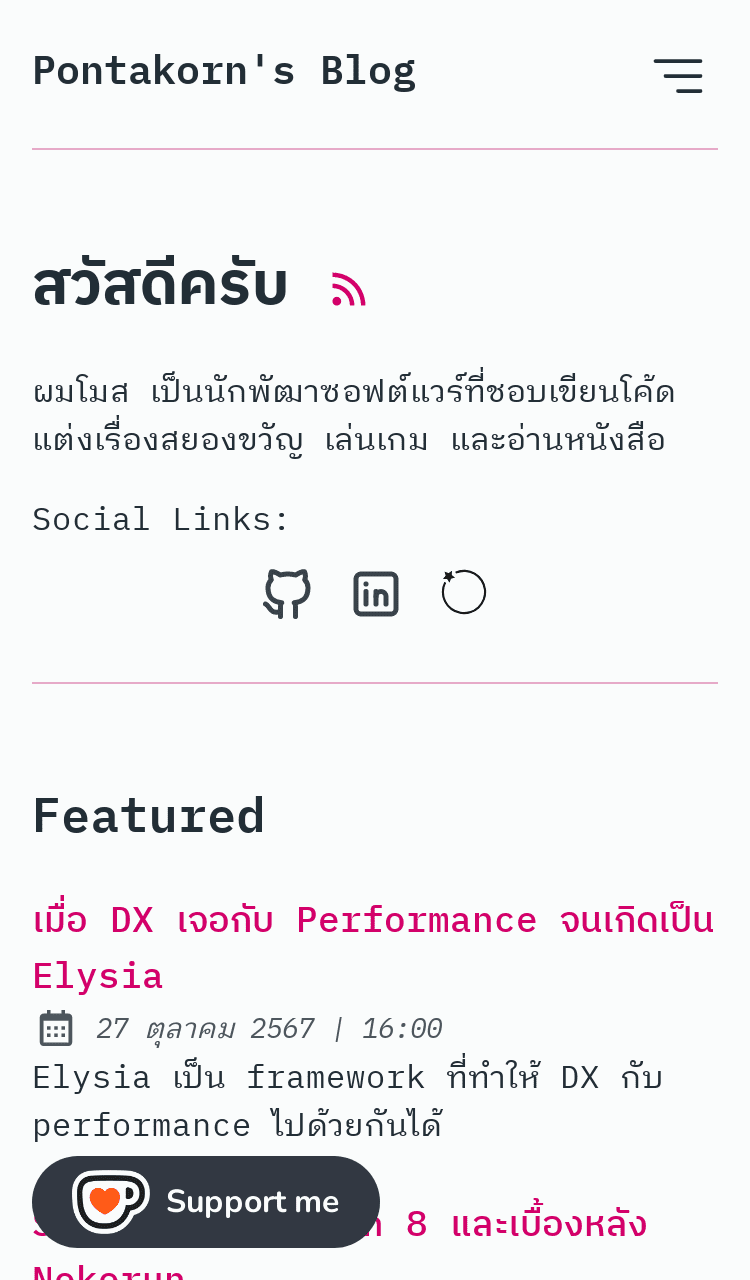 Pontakorn's Blog
สวัสดีครับ
ผมโมส เป็นนักพัฒาซอฟต์แวร์ที่ชอบเขียนโค้ด
แต่งเรื่องสยองขวัญ เล่นเกม และอ่านหนังสือ
Social Links:
Featured
เมื่อ DX เจอกับ Performance จนเกิดเป็น
Elysia
27 ตุลาคม 2567 | 16:00
Elysia เป็น framework ที่ทำให้ DX กับ
performance ไปด้วยกันได้
Support me
8 และเบื้องหลัง
Nekorun